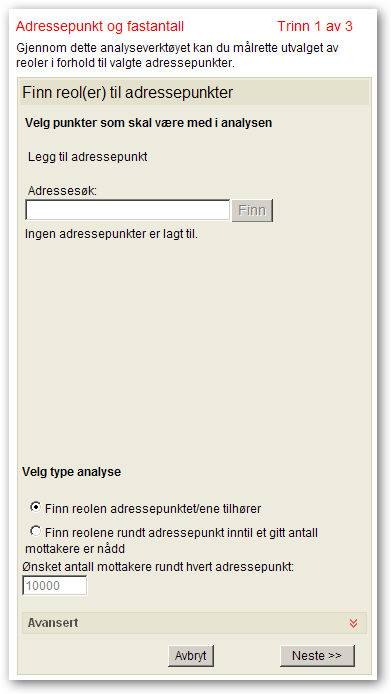 Adressepunkt og fastantall Trinn 1 av 3
Gjennom dette analyseverktøyet kan du målrette utvalget av
reoler i forhold til valgte adressepunkter.
Finn reol(er) til adressepunkter
Velg punkter som skal være med i analysen
Legg til adressepunkt
Adressesøk:
Finn
Ingen adressepunkter er lagt til.
Velg type analyse
Finn reolen adressepunktet/ene tilhører
Finn reolene rundt adressepunkt inntil et gitt antall
mottakere er nådd
Ønsket antall mottakere rundt hvert adressepunkt:
10000
Avansert
Avbryt Neste >>